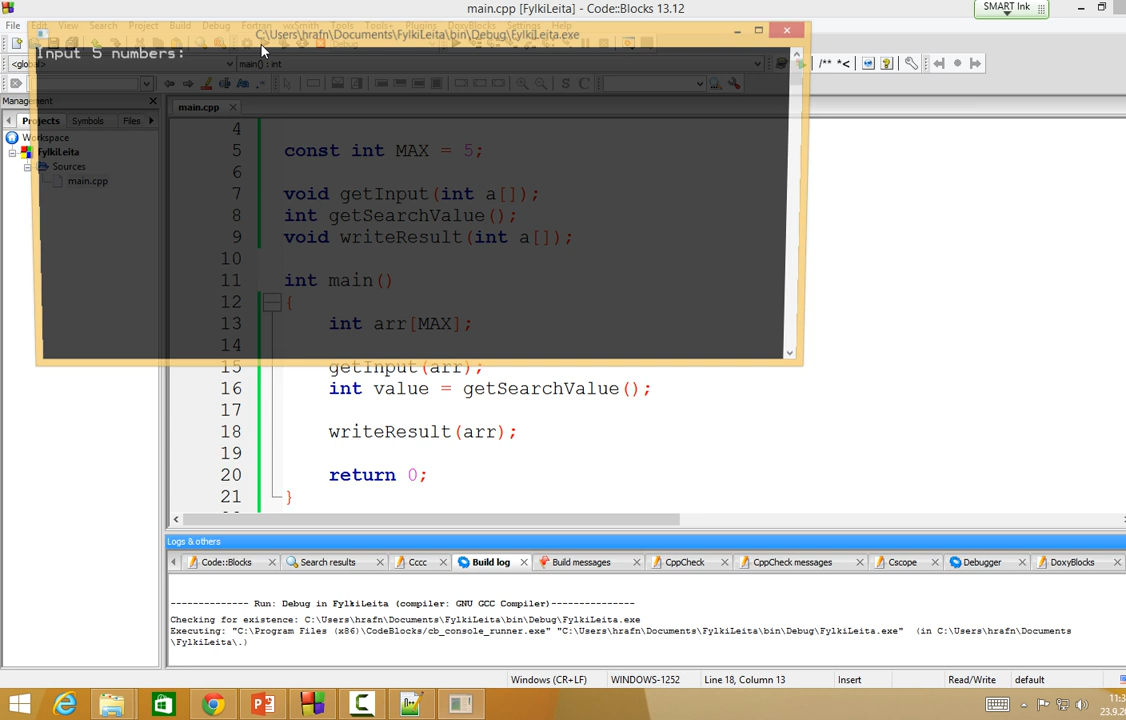 main.cpp [FylkiLeita] - Code::Blocks 13.12
SMART Ink
File Edit View Search Project Build Debug Fortran wxSmith Tools Tools+ Plugins DoxyBlocks Settings Help
C:\Users\hrafn\Documents\FylkiLeita\bin\Debug\FylkiLeita.exe
Input 5 numbers:
<global>
main() : int
/** *<
S C
Management
main.cpp
Projects Symbols Files
Workspace
FylkiLeita
Sources
main.cpp
4
5 const int MAX = 5;
6
7 void getInput(int a[]);
8 int getSearchValue();
9 void writeResult(int a[]);
10
11 int main()
12 {
13 int arr[MAX];
14
15 getInput(arr);
16 int value = getSearchValue();
17
18 writeResult(arr);
19
20 return 0;
21 }
Logs & others
Code::Blocks Search results Cccc Build log Build messages CppCheck CppCheck messages Cscope Debugger DoxyBlocks
-------------- Run: Debug in FylkiLeita (compiler: GNU GCC Compiler)---------------
Checking for existence: C:\Users\hrafn\Documents\FylkiLeita\bin\Debug\FylkiLeita.exe
Executing: "C:\Program Files (x86)\CodeBlocks/cb_console_runner.exe" "C:\Users\hrafn\Documents\FylkiLeita\bin\Debug\FylkiLeita.exe" (in C:\Users\hrafn\Documents
\FylkiLeita\.)
Windows (CR+LF) WINDOWS-1252 Line 18, Column 13 Insert Read/Write default
11:3
23.9.2